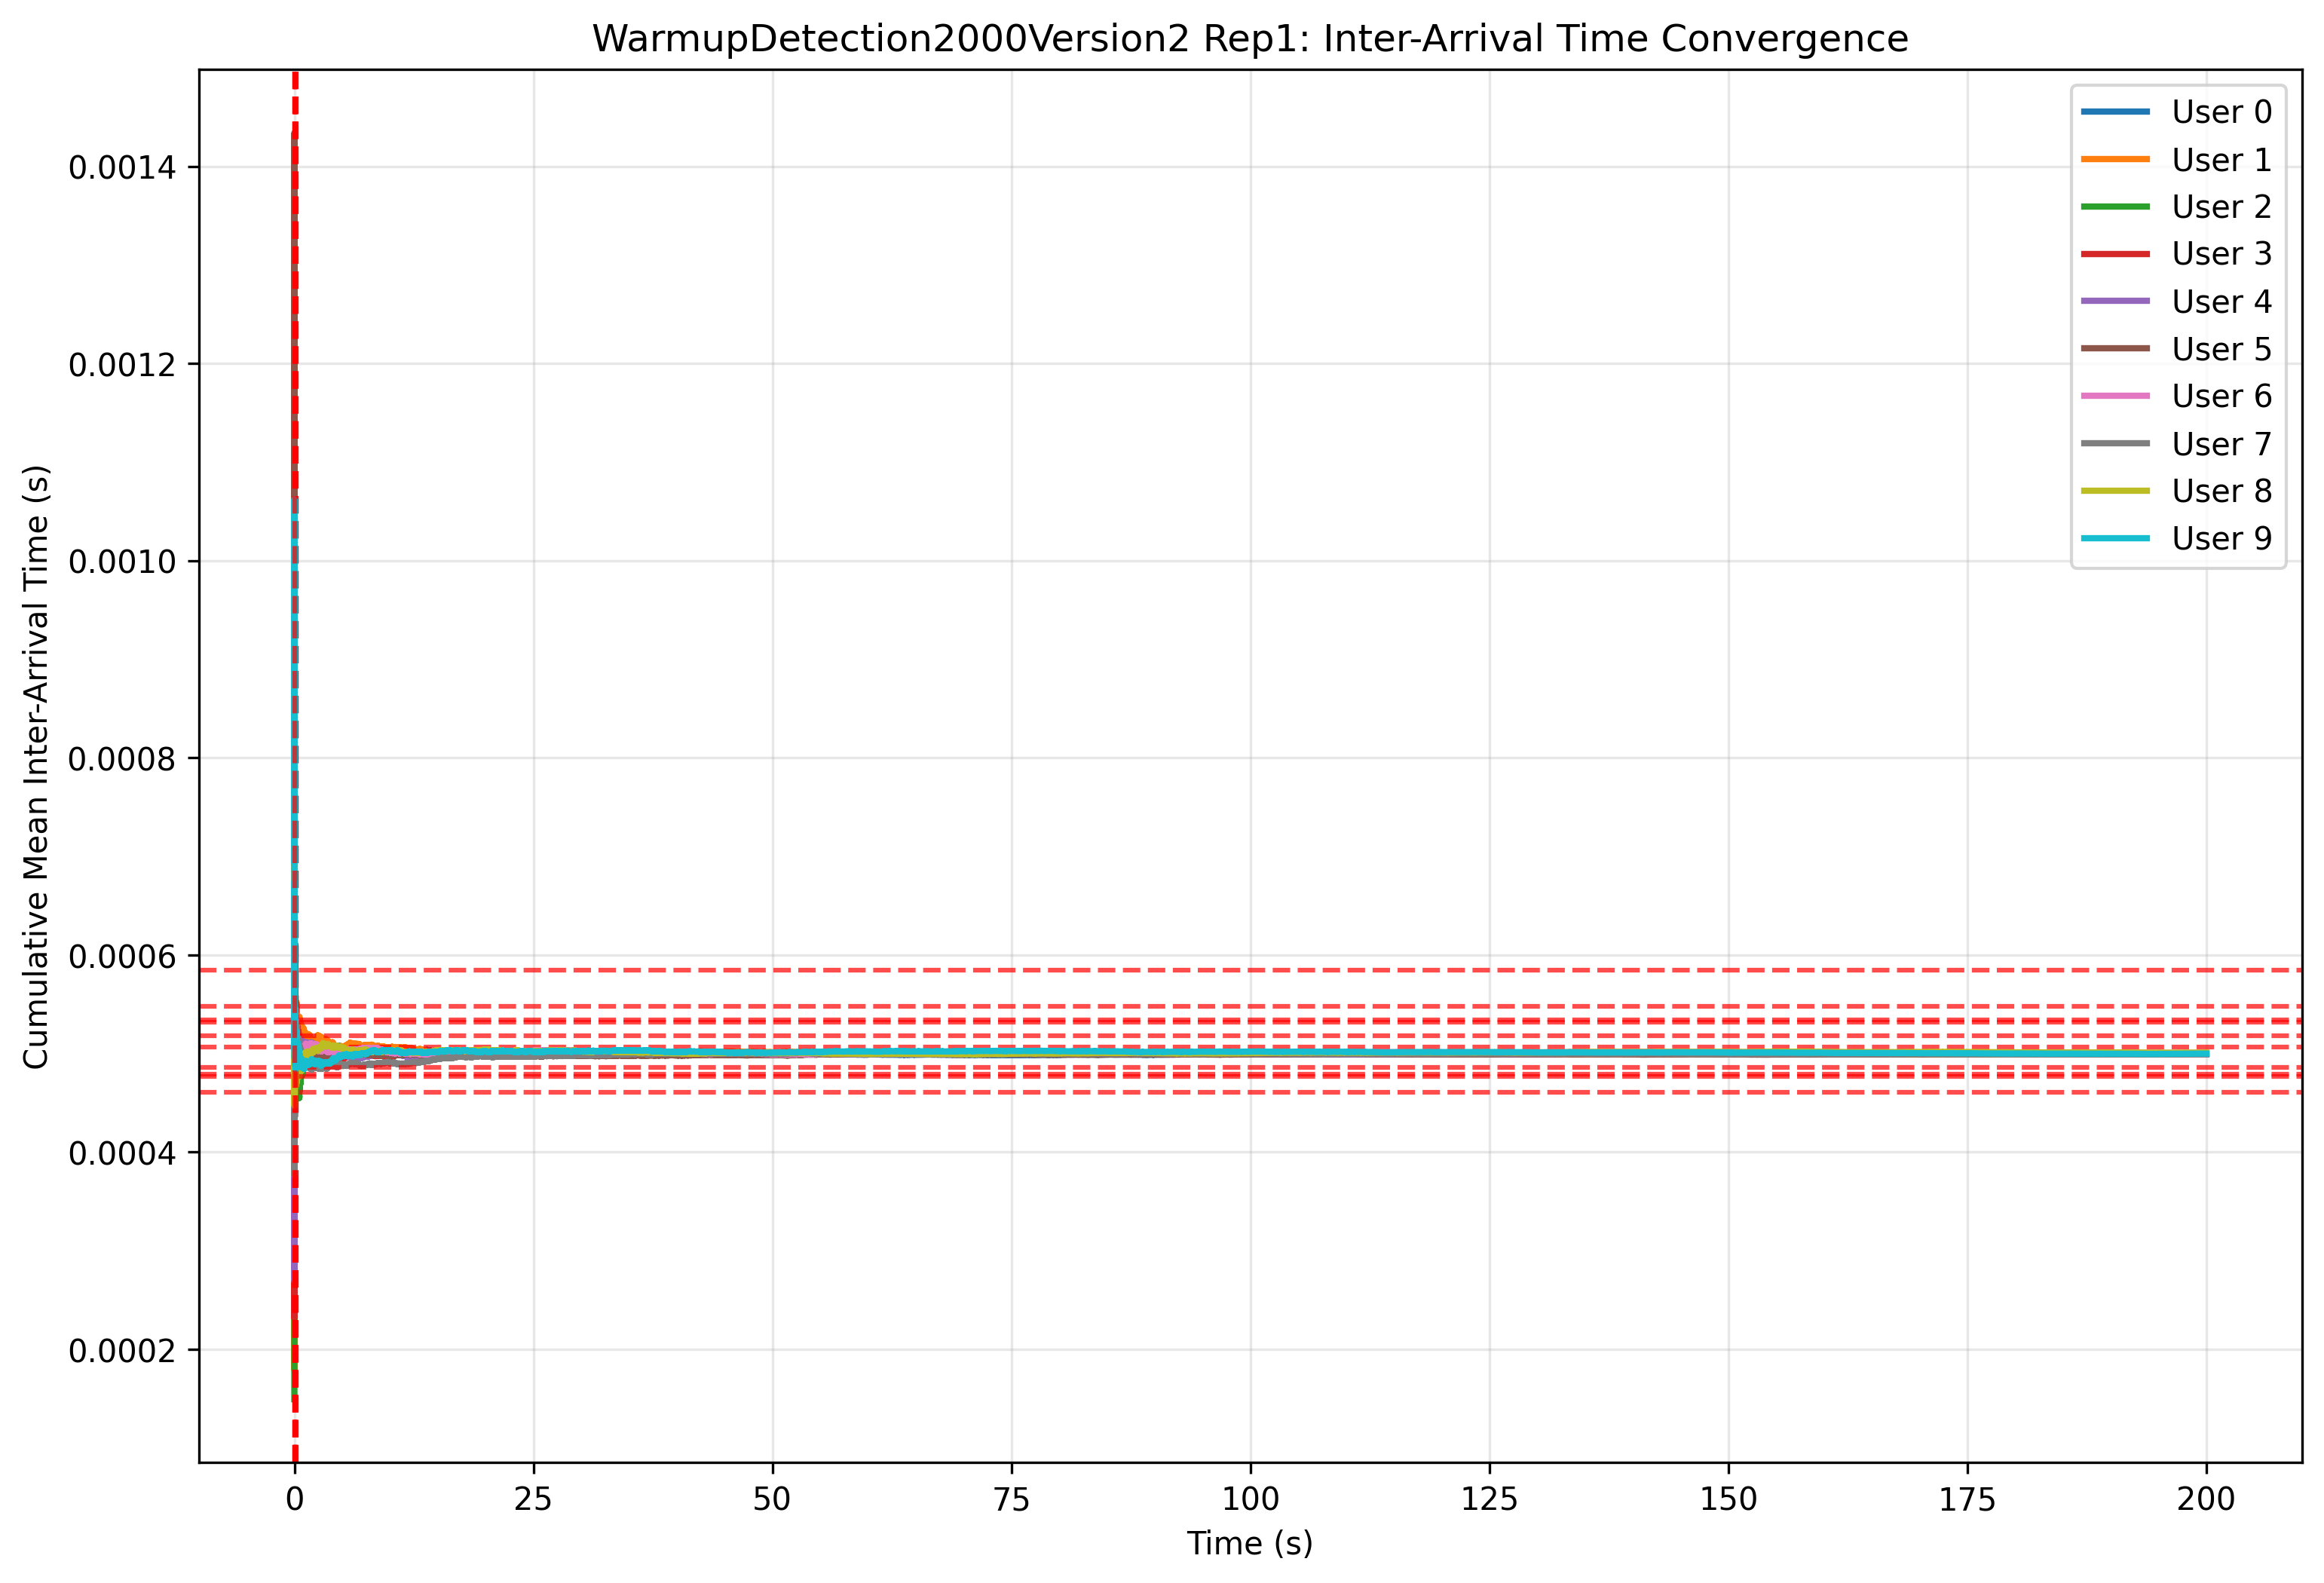 WarmupDetection2000Version2 Rep1: Inter-Arrival Time Convergence
User 0
User 1
User 2
User 3
User 4
User 5
User 6
User 7
User 8
User 9
Cumulative Mean Inter-Arrival Time (s)
0.0014
0.0012
0.0010
0.0008
0.0006
0.0004
0.0002
0 25 50 75 100 125 150 175 200
Time (s)